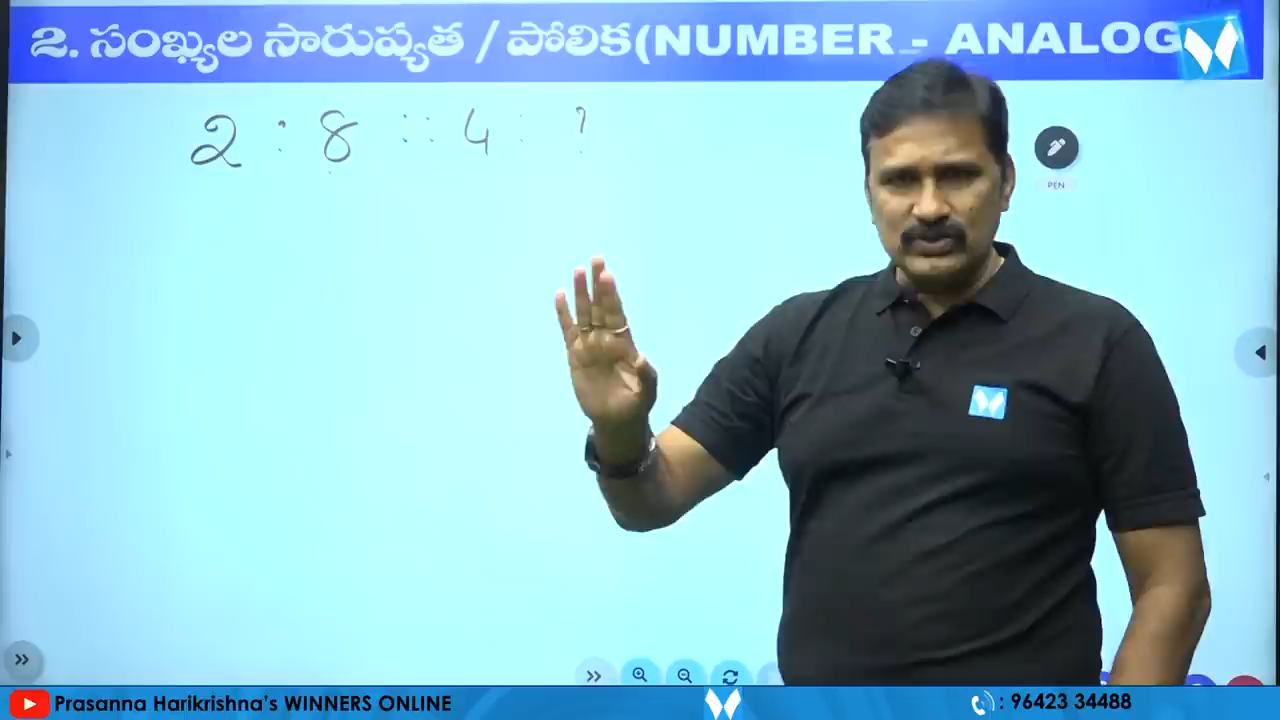 2. సంఖ్యల సారుప్యత / పోలిక(NUMBER - ANALOG
2 : 8 :: 4 : ?
PEN
Prasanna Harikrishna's WINNERS ONLINE
: 96423 34488